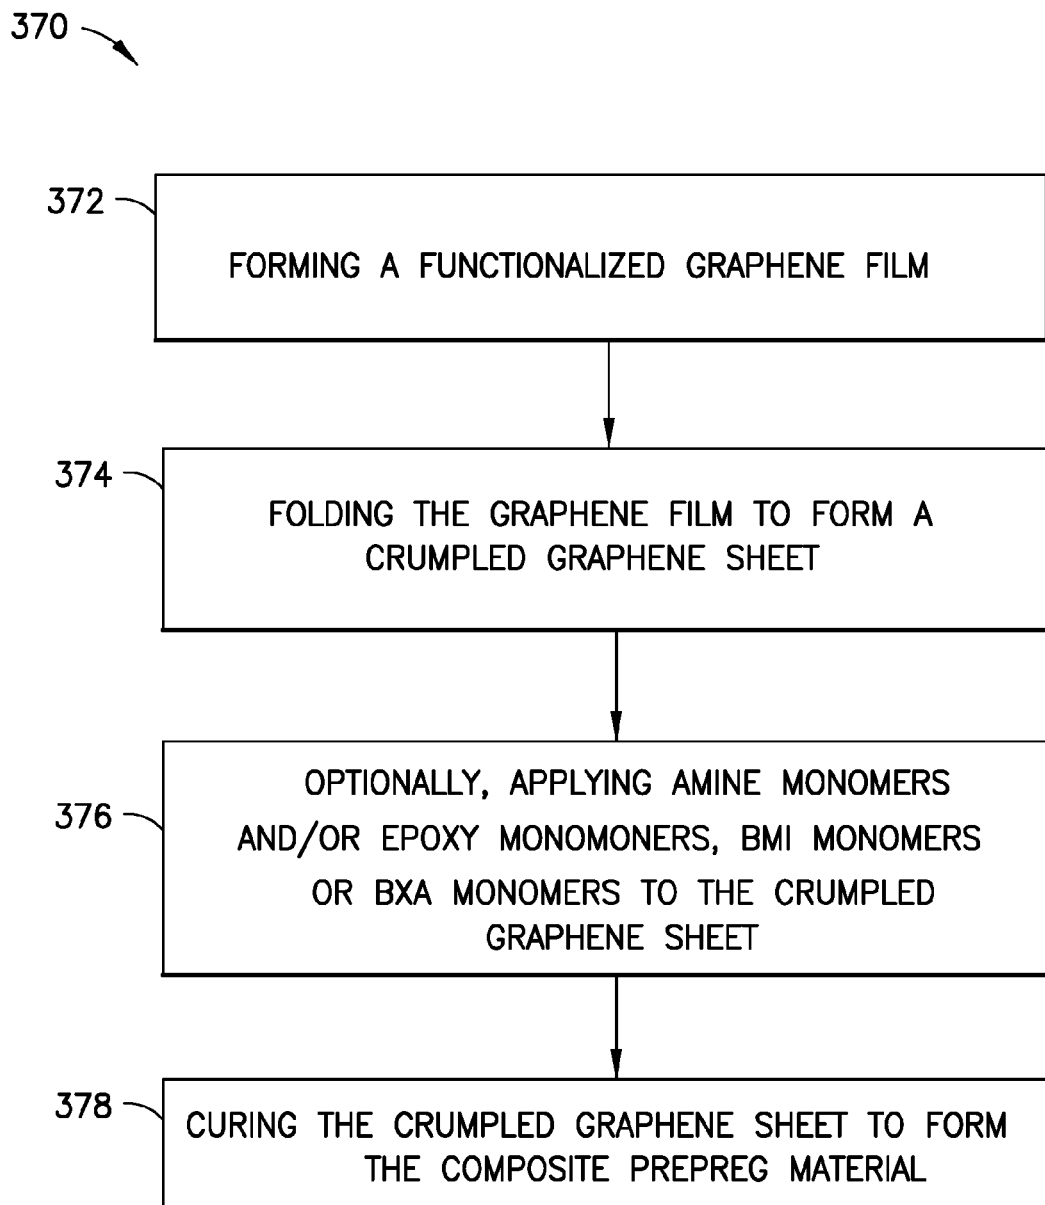 370
372
FORMING A FUNCTIONALIZED GRAPHENE FILM
374
FOLDING THE GRAPHENE FILM TO FORM A
CRUMPLED GRAPHENE SHEET
376
OPTIONALLY, APPLYING AMINE MONOMERS
AND/OR EPOXY MONOMONERS, BMI MONOMERS
OR BXA MONOMERS TO THE CRUMPLED
GRAPHENE SHEET
378
CURING THE CRUMPLED GRAPHENE SHEET TO FORM
THE COMPOSITE PREPREG MATERIAL